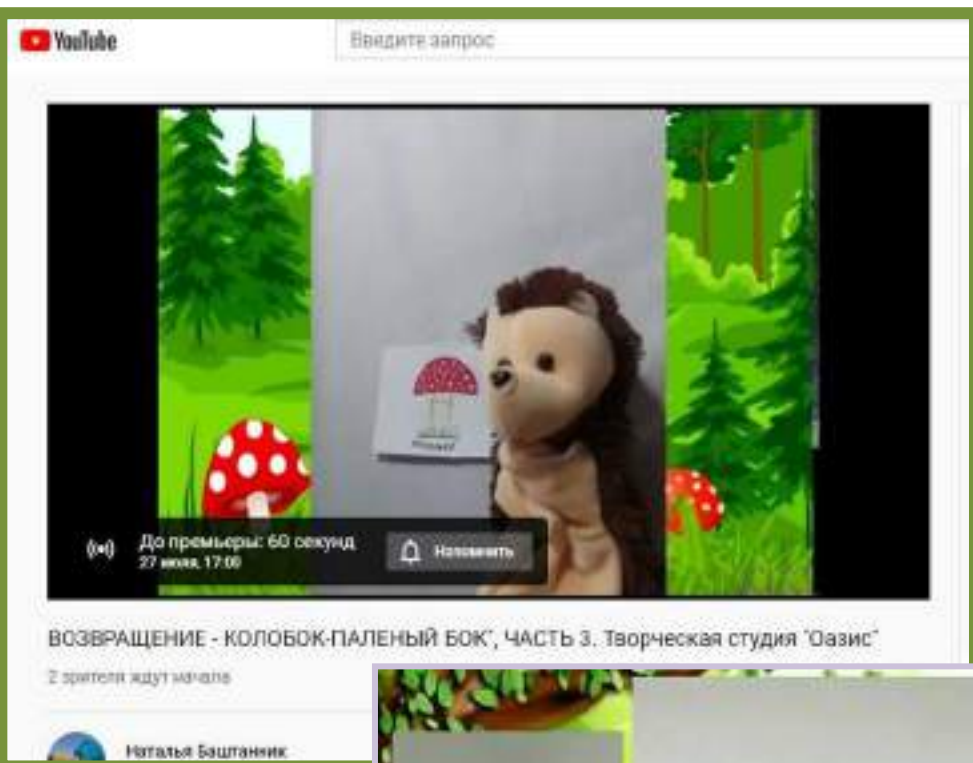 YouTube
Введите запрос
До премьеры: 60 секунд
27 июля, 17:00
Напомнить
ВОЗВРАЩЕНИЕ - КОЛОБОК-ПАЛЕНЫЙ БОК", ЧАСТЬ 3. Творческая студия "Оазис"
2 зрителя ждут начала
Наталья Баштанник